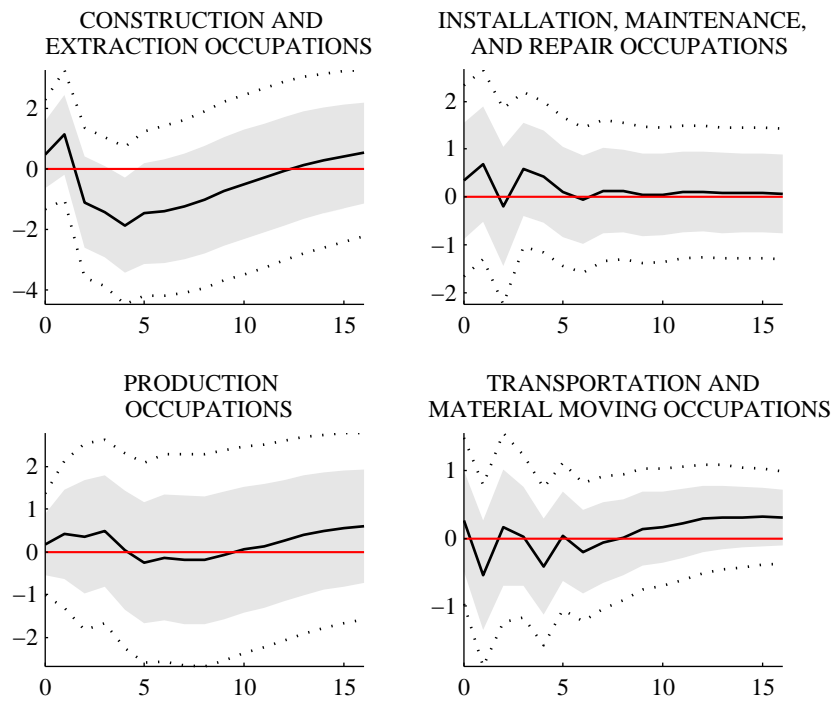 CONSTRUCTION AND
EXTRACTION OCCUPATIONS
2
0
−2
−4
0 5 10 15
INSTALLATION, MAINTENANCE,
AND REPAIR OCCUPATIONS
2
1
0
−1
−2
0 5 10 15
PRODUCTION
OCCUPATIONS
2
1
0
−1
−2
0 5 10 15
TRANSPORTATION AND
MATERIAL MOVING OCCUPATIONS
1
0
−1
0 5 10 15